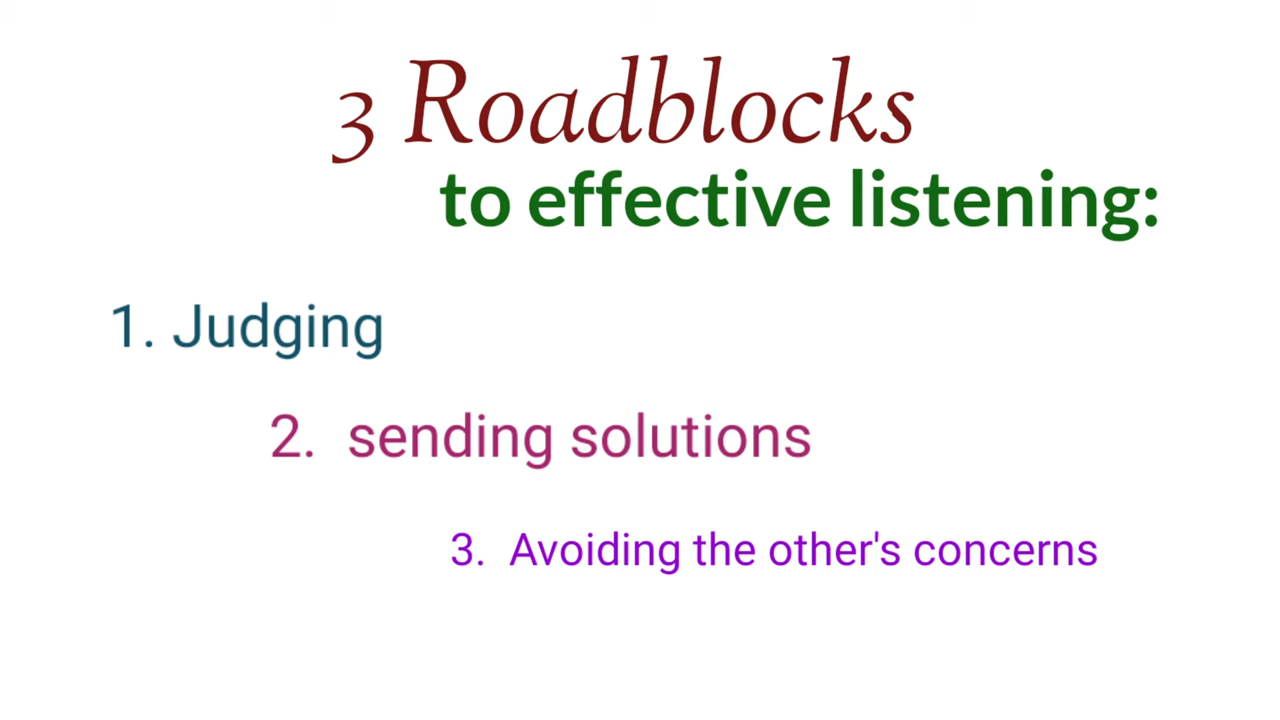 3 Roadblocks
to effective listening:
1. Judging
2. sending solutions
3. Avoiding the other's concerns